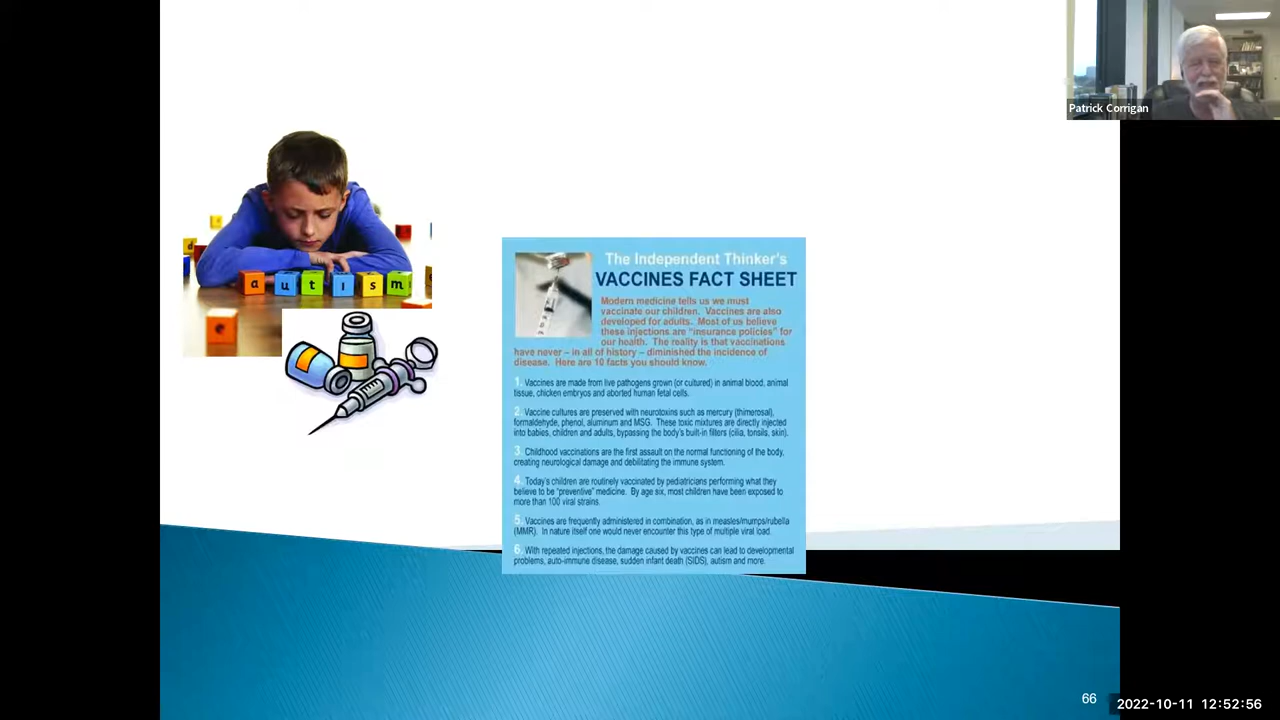 Patrick Corrigan
d
a u t i s m
e
The Independent Thinker's
VACCINES FACT SHEET
Modern medicine tells us we must
vaccinate our children. Vaccines are also
developed for adults. Most of us believe
these injections are "insurance policies" for
our health. The reality is that vaccinations
have never – in all of history – diminished the incidence of
disease. Here are 10 facts you should know.
1. Vaccines are made from live pathogens grown (or cultured) in animal blood, animal
tissue, chicken embryos and aborted human fetal cells.
2. Vaccine cultures are preserved with neurotoxins such as mercury (thimerosal),
formaldehyde, phenol, aluminum and MSG. These toxic mixtures are directly injected
into babies, children and adults, bypassing the body's built-in filters (cilia, tonsils, skin).
3. Childhood vaccinations are the first assault on the normal functioning of the body,
creating neurological damage and debilitating the immune system.
4. Today's children are routinely vaccinated by pediatricians performing what they
believe to be "preventive" medicine. By age six, most children have been exposed to
more than 100 viral strains.
5. Vaccines are frequently administered in combination, as in measles/mumps/rubella
(MMR). In nature itself one would never encounter this type of multiple viral load.
6. With repeated injections, the damage caused by vaccines can lead to developmental
problems, auto-immune disease, sudden infant death (SIDS), autism and more.
66
2022-10-11 12:52:56